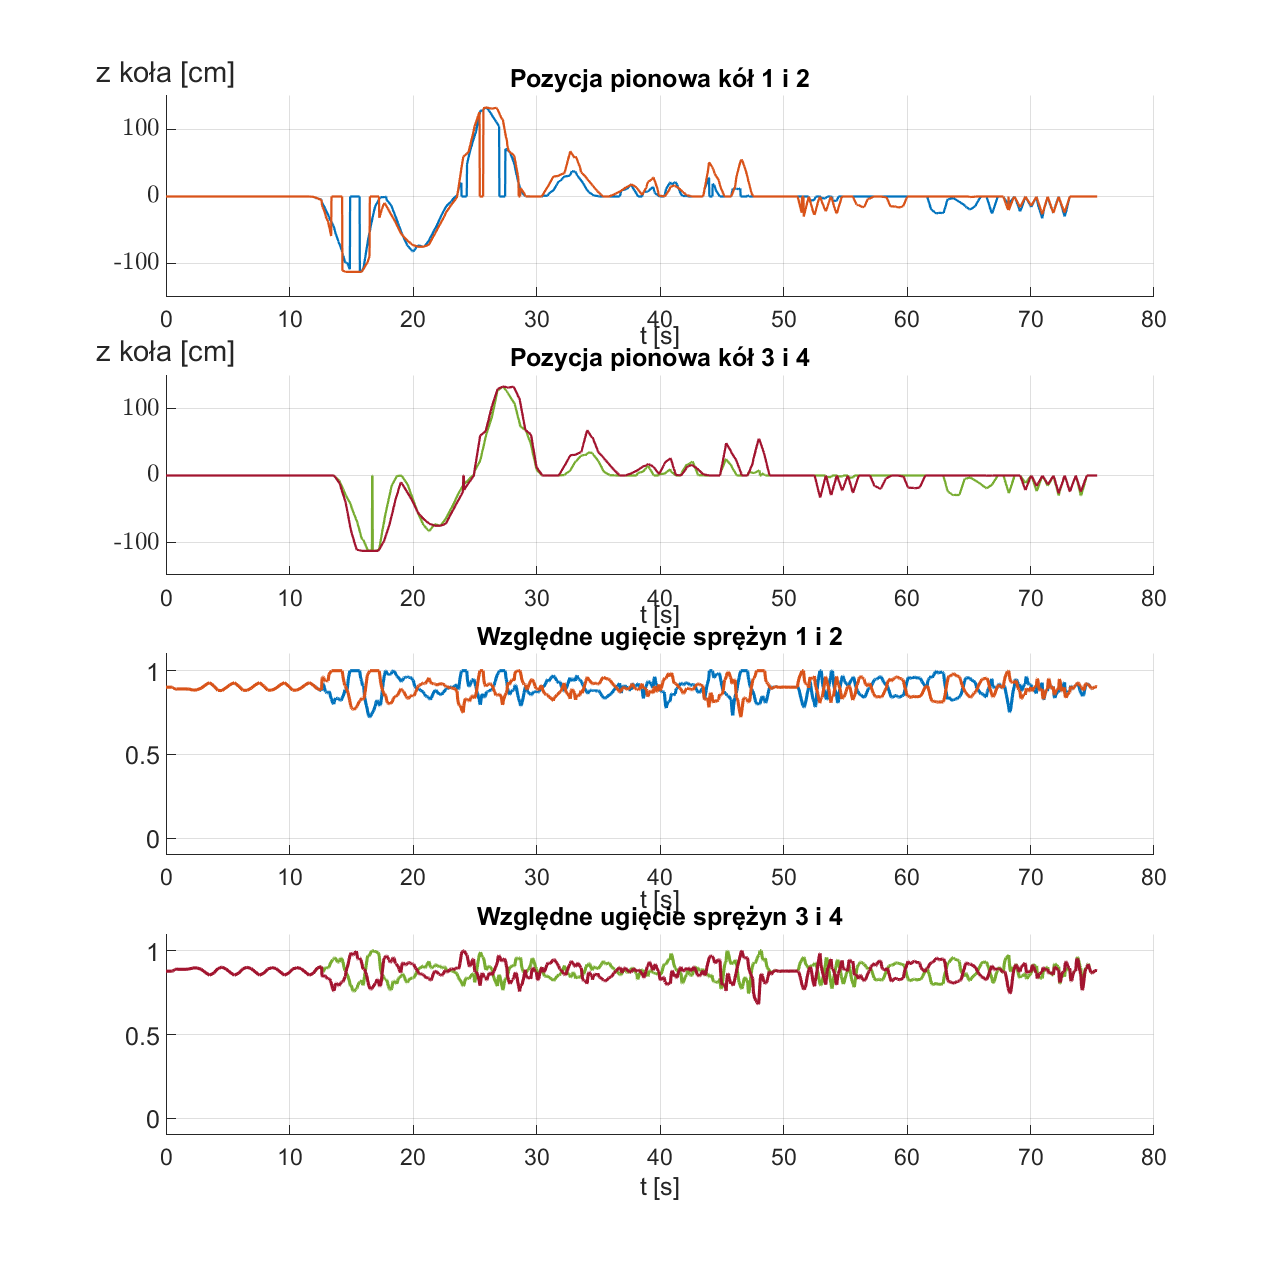 z koła [cm]
Pozycja pionowa kół 1 i 2
100
0
-100
0 10 20 30 40 50 60 70 80
t [s]
z koła [cm]
Pozycja pionowa kół 3 i 4
100
0
-100
0 10 20 30 40 50 60 70 80
t [s]
Względne ugięcie sprężyn 1 i 2
1
0.5
0
0 10 20 30 40 50 60 70 80
t [s]
Względne ugięcie sprężyn 3 i 4
1
0.5
0
0 10 20 30 40 50 60 70 80
t [s]